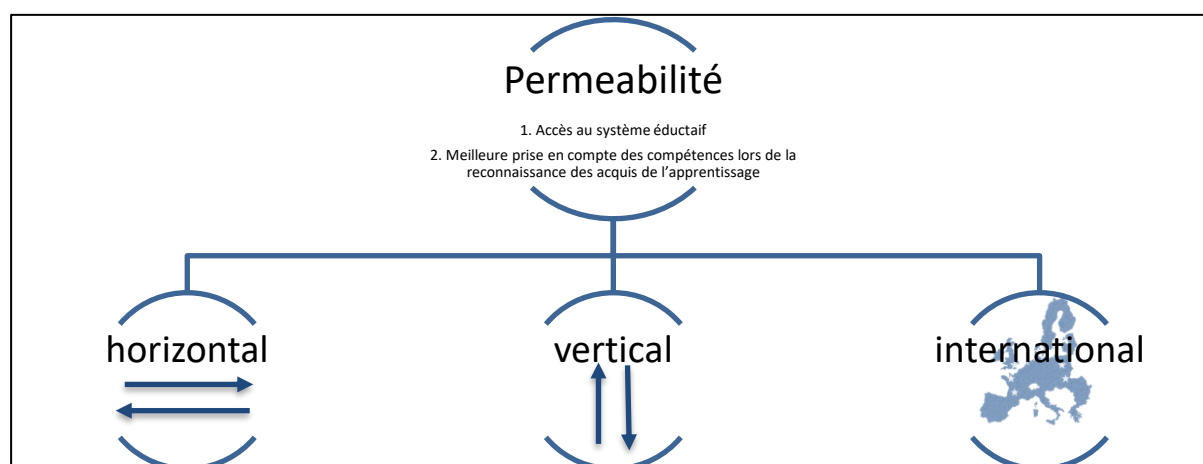 Permeabilité
1. Accès au système éductaif
2. Meilleure prise en compte des compétences lors de la
reconnaissance des acquis de l’apprentissage
horizontal
vertical
international